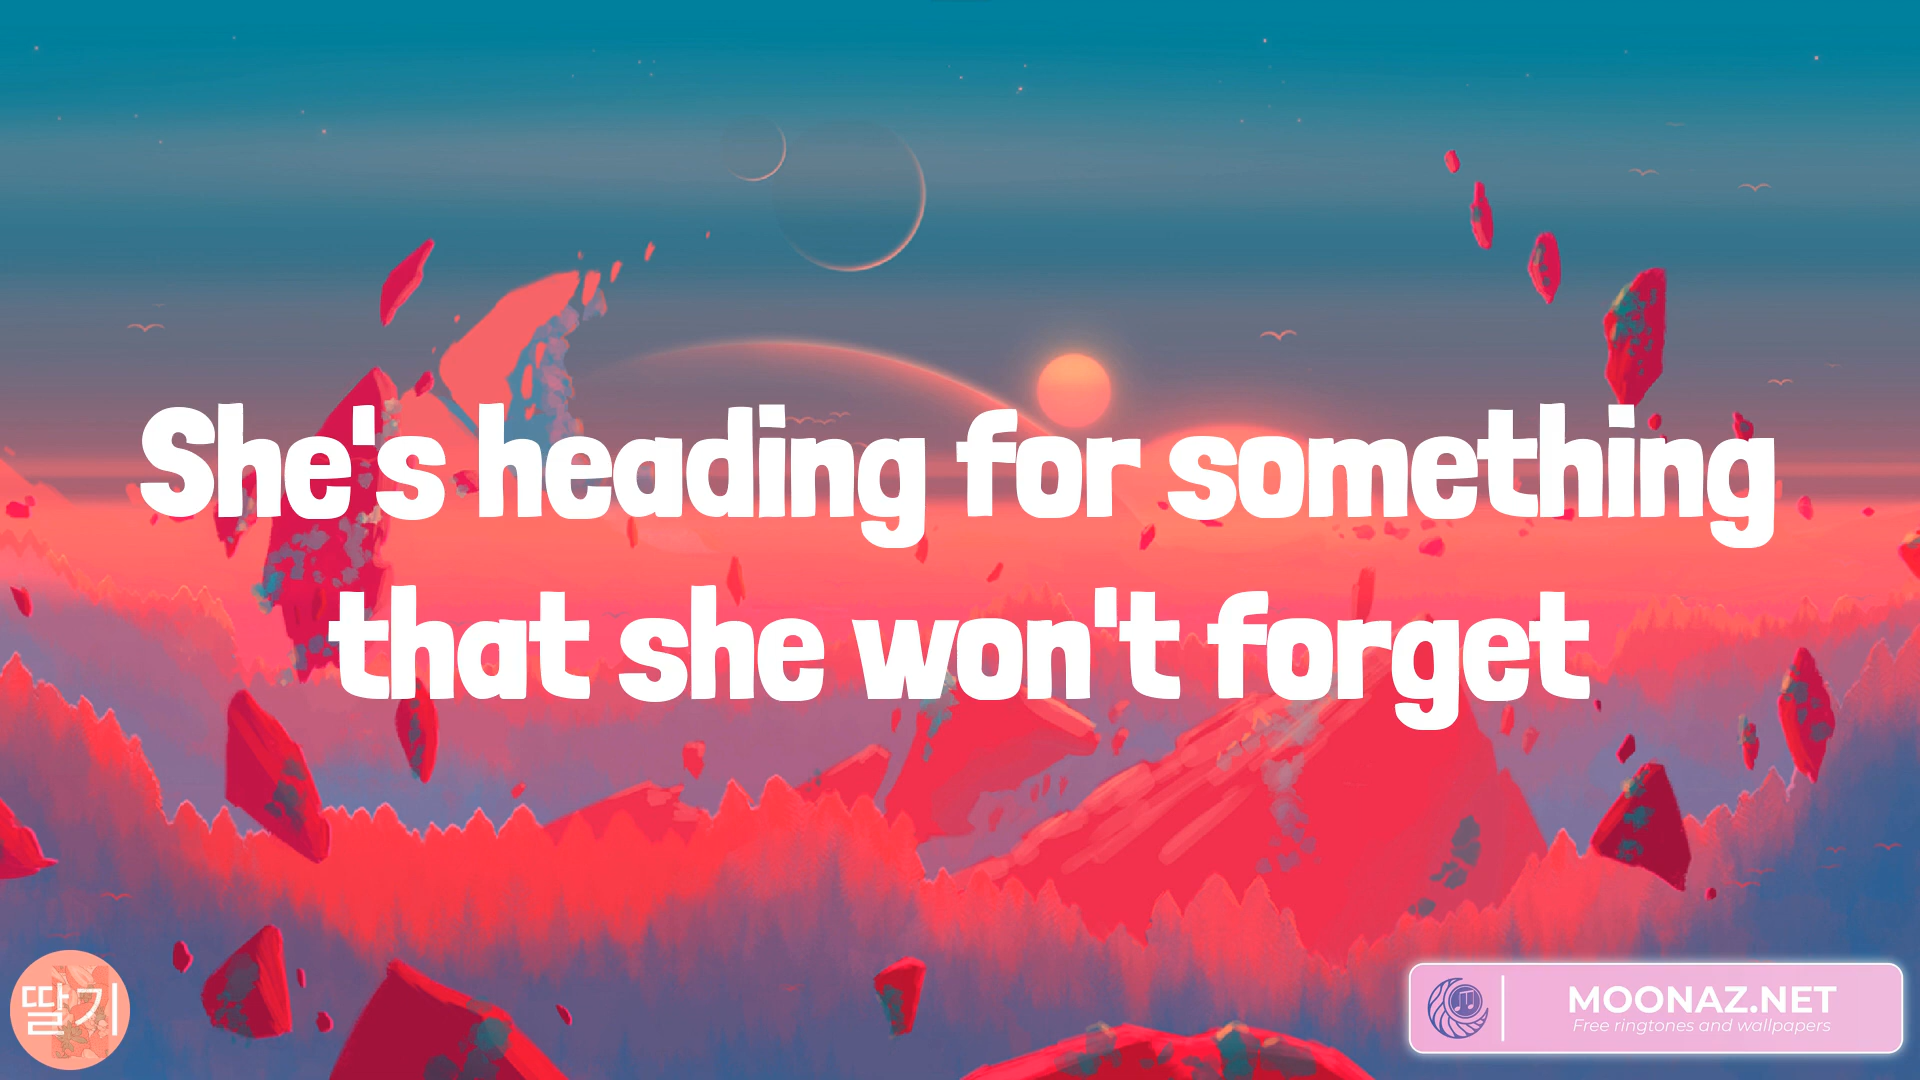 She's heading for something
that she won't forget
딸기
MOONAZ.NET
Free ringtones and wallpapers